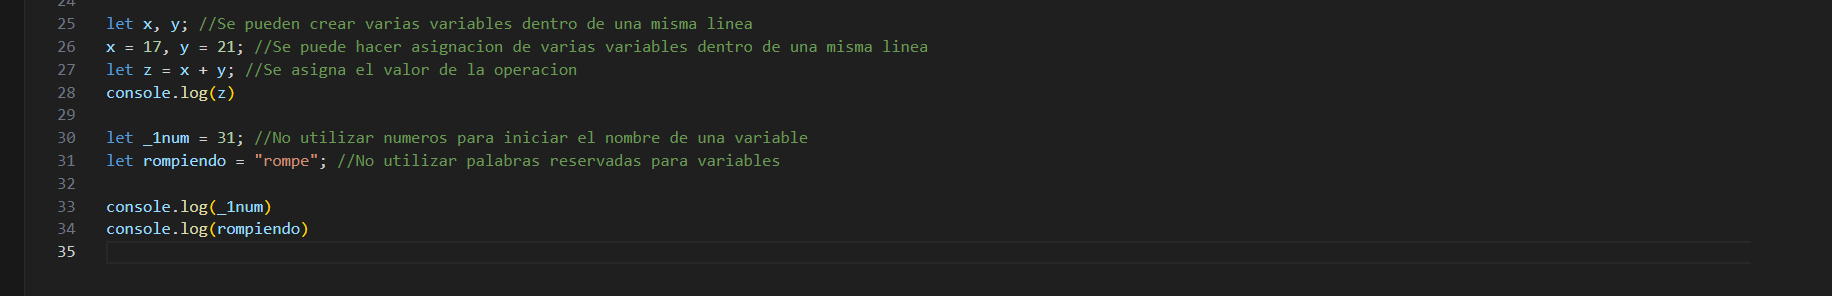 24
25 let x, y; //Se pueden crear varias variables dentro de una misma linea
26 x = 17, y = 21; //Se puede hacer asignacion de varias variables dentro de una misma linea
27 let z = x + y; //Se asigna el valor de la operacion
28 console.log(z)
29
30 let _1num = 31; //No utilizar numeros para iniciar el nombre de una variable
31 let rompiendo = "rompe"; //No utilizar palabras reservadas para variables
32
33 console.log(_1num)
34 console.log(rompiendo)
35